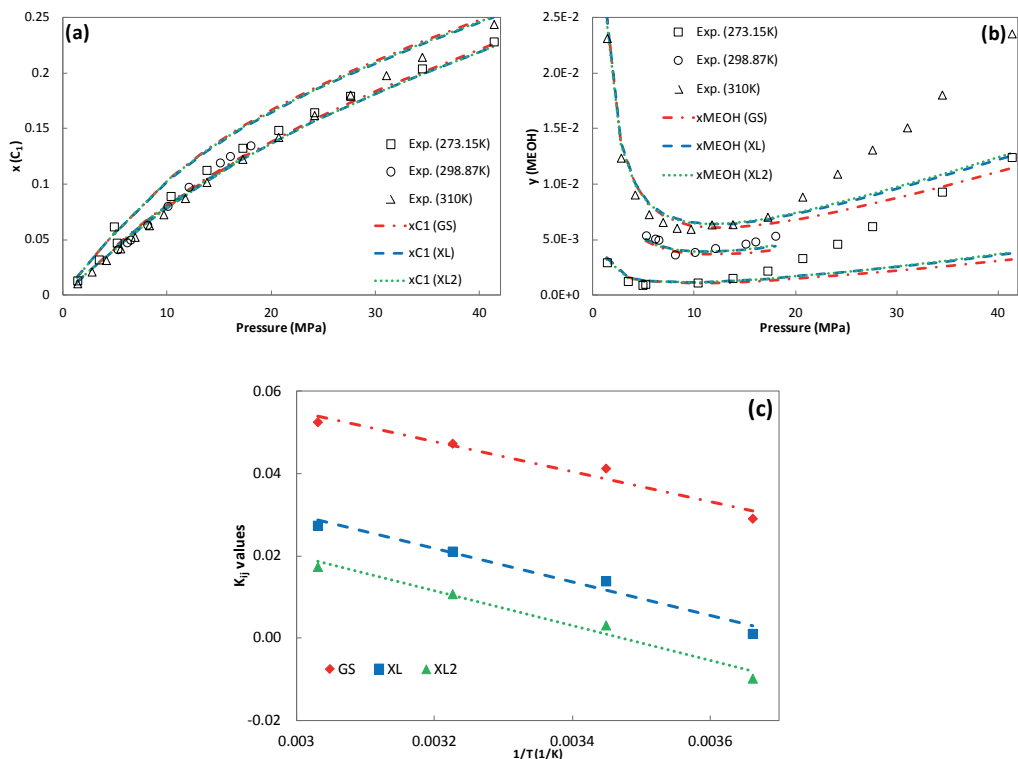 (a)
0.25
0.2
0.15
0.1
0.05
0
x (C₁)
0
10
20
30
40
Pressure (MPa)
Exp. (273.15K)
Exp. (298.87K)
Exp. (310K)
xC1 (GS)
xC1 (XL)
xC1 (XL2)
(b)
2.5E-2
2.0E-2
1.5E-2
1.0E-2
5.0E-3
0.0E+0
y (MEOH)
0
10
20
30
40
Pressure (MPa)
Exp. (273.15K)
Exp. (298.87K)
Exp. (310K)
xMEOH (GS)
xMEOH (XL)
xMEOH (XL2)
(c)
0.06
0.04
0.02
0.00
-0.02
Kᵢⱼ values
GS XL XL2
0.003
0.0032
0.0034
0.0036
1/T(1/K)